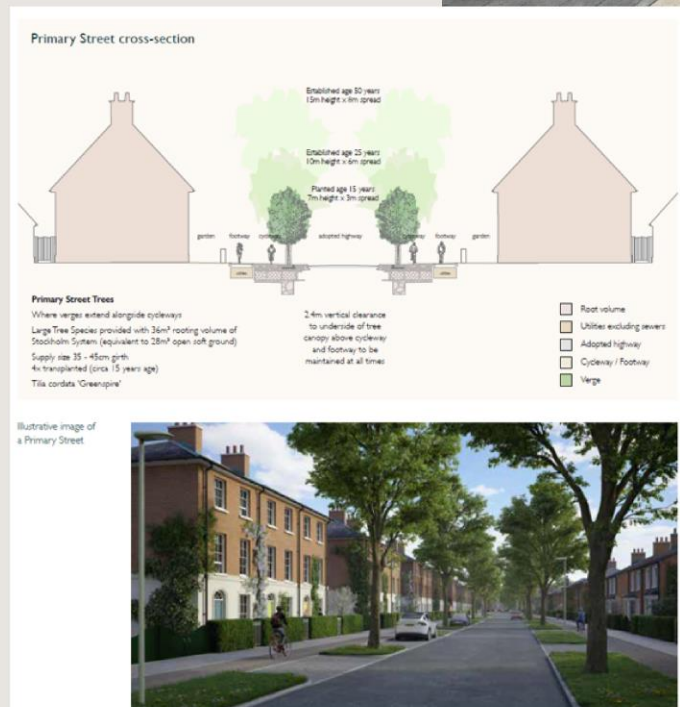 Primary Street cross-section
Established age 50 years
15m height x 8m spread
Established age 25 years
10m height x 6m spread
Planted age 15 years
7m height x 3m spread
garden footway adopted highway footway garden
Primary Street Trees
Where verges extend alongside cycleways
Large Tree Species provided with 36m³ rooting volume of
Stockholm System (equivalent to 28m³ open soft ground)
Supply size 35 - 45cm girth
4x transplanted (circa 15 years age)
Tilia cordata 'Greenspire'
2.4m vertical clearance
to underside of tree
canopy above cycleway
and footway to be
maintained at all times
Root volume
Utilities excluding sewers
Adopted highway
Cycleway / Footway
Verge
Illustrative image of
a Primary Street